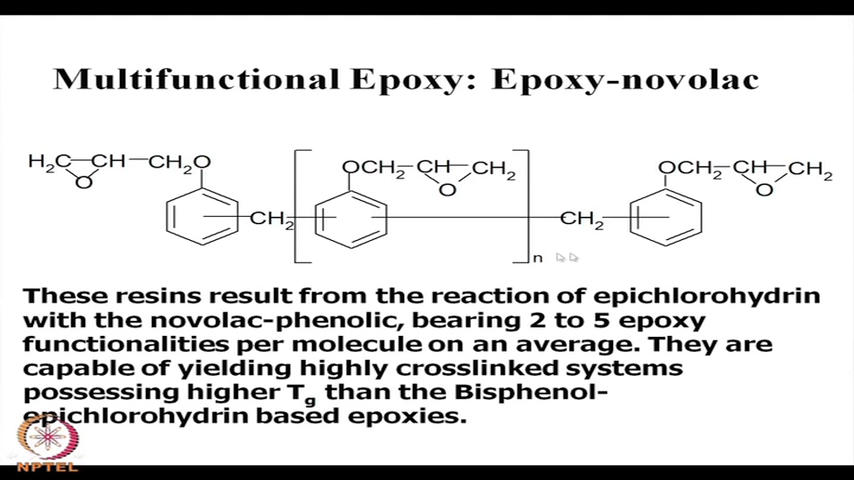 Multifunctional Epoxy: Epoxy-novolac
H₂C—CH—CH₂O OCH₂—CH—CH₂ OCH₂—CH—CH₂
O O O
CH₂ CH₂
n
These resins result from the reaction of epichlorohydrin
with the novolac-phenolic, bearing 2 to 5 epoxy
functionalities per molecule on an average. They are
capable of yielding highly crosslinked systems
possessing higher Tg than the Bisphenol-
epichlorohydrin based epoxies.
NPTEL